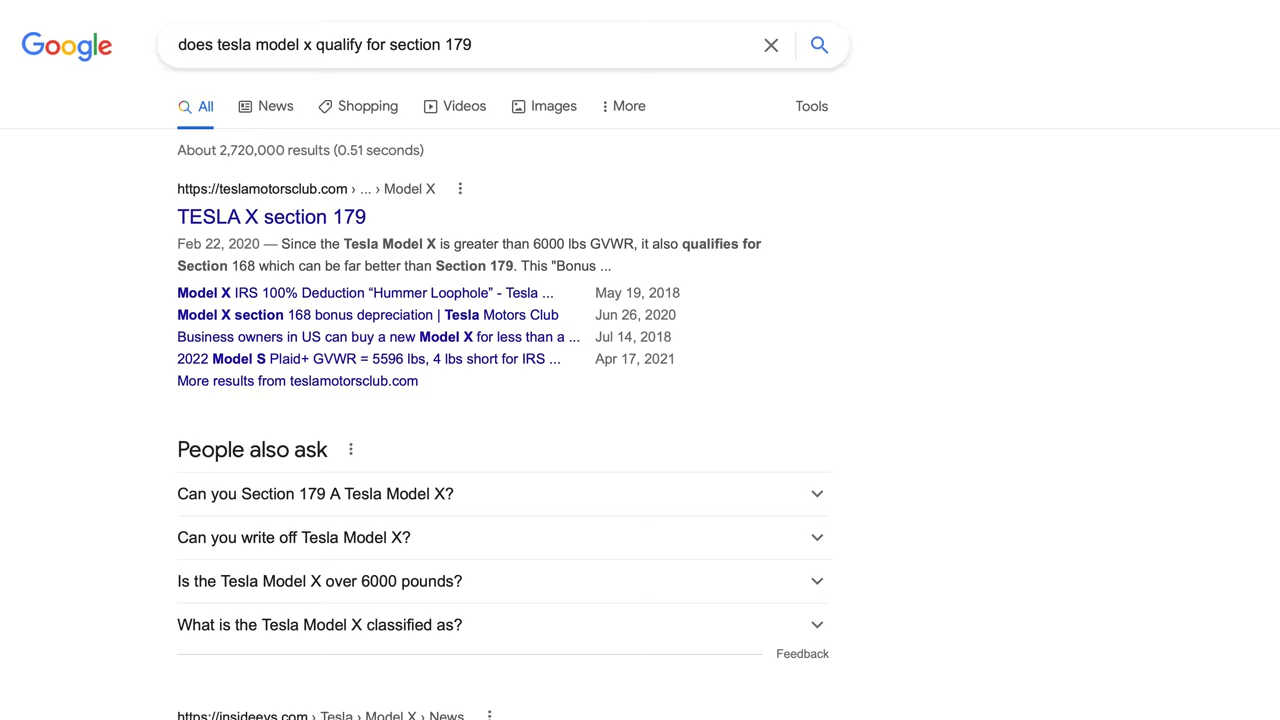 Google
does tesla model x qualify for section 179
All News Shopping Videos Images More Tools
About 2,720,000 results (0.51 seconds)
https://teslamotorsclub.com › ... › Model X
TESLA X section 179
Feb 22, 2020 — Since the Tesla Model X is greater than 6000 lbs GVWR, it also qualifies for
Section 168 which can be far better than Section 179. This "Bonus ...
Model X IRS 100% Deduction “Hummer Loophole” - Tesla ... May 19, 2018
Model X section 168 bonus depreciation | Tesla Motors Club Jun 26, 2020
Business owners in US can buy a new Model X for less than a ... Jul 14, 2018
2022 Model S Plaid+ GVWR = 5596 lbs, 4 lbs short for IRS ... Apr 17, 2021
More results from teslamotorsclub.com
People also ask
Can you Section 179 A Tesla Model X?
Can you write off Tesla Model X?
Is the Tesla Model X over 6000 pounds?
What is the Tesla Model X classified as?
Feedback
https://insideevs.com › Tesla › Model X › News